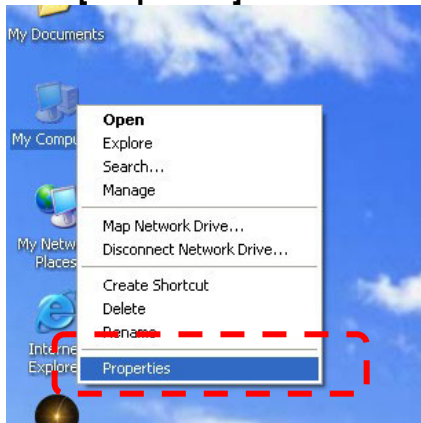 My Documents
My Compu
Open
Explore
Search...
Manage
My Netw
Places
Map Network Drive...
Disconnect Network Drive...
Create Shortcut
Delete
Rename
Interne
Explore
Properties